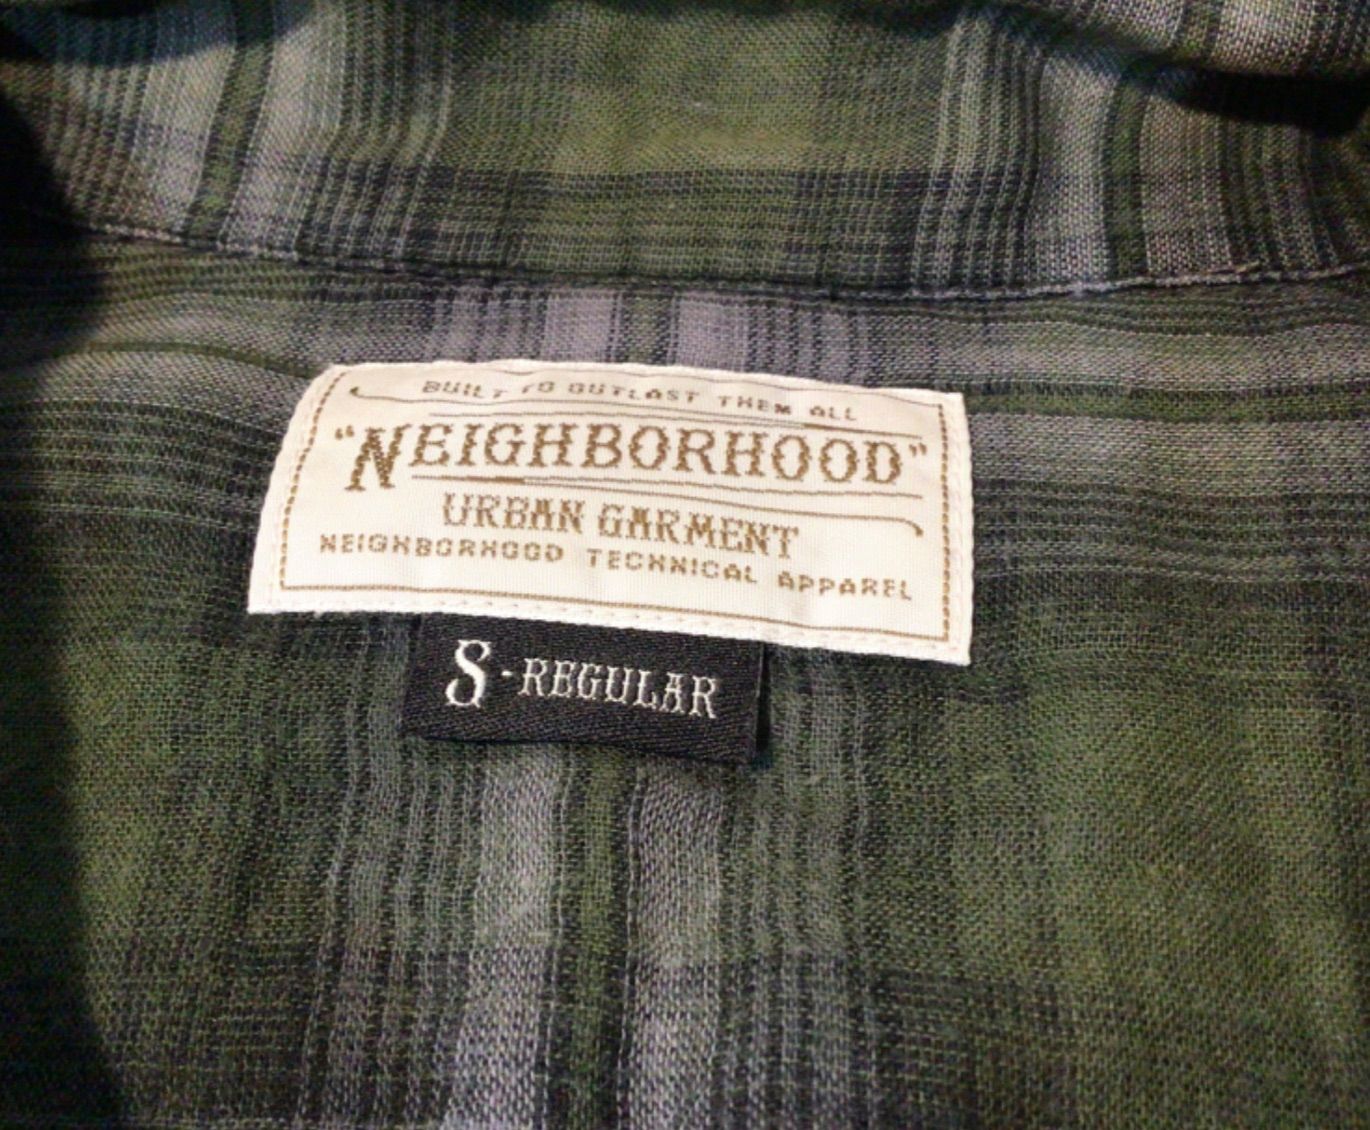 BUILT TO OUTLAST THEM ALL
"NEIGHBORHOOD"
URBAN GARMENT
NEIGHBORHOOD TECHNICAL APPAREL
S-REGULAR